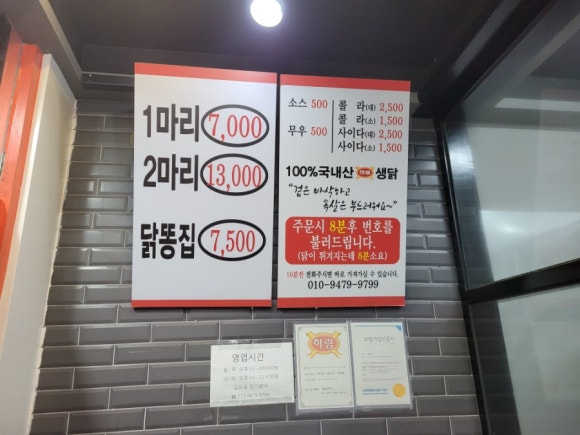 1마리 7,000
2마리 13,000
닭똥집 7,500
소스 500 콜 라(대) 2,500
콜 라(소) 1,500
무우 500 사이다(대) 2,500
사이다(소) 1,500
100%국내산 하림 생닭
"겉은 바삭하고
속살은 부드러워요~"
주문시 8분후 번호를
불러드립니다.
(닭이 튀겨지는데 8분소요)
10분전 전화주시면 바로 가져가실 수 있습니다.
010-9479-9799
영업시간
하림